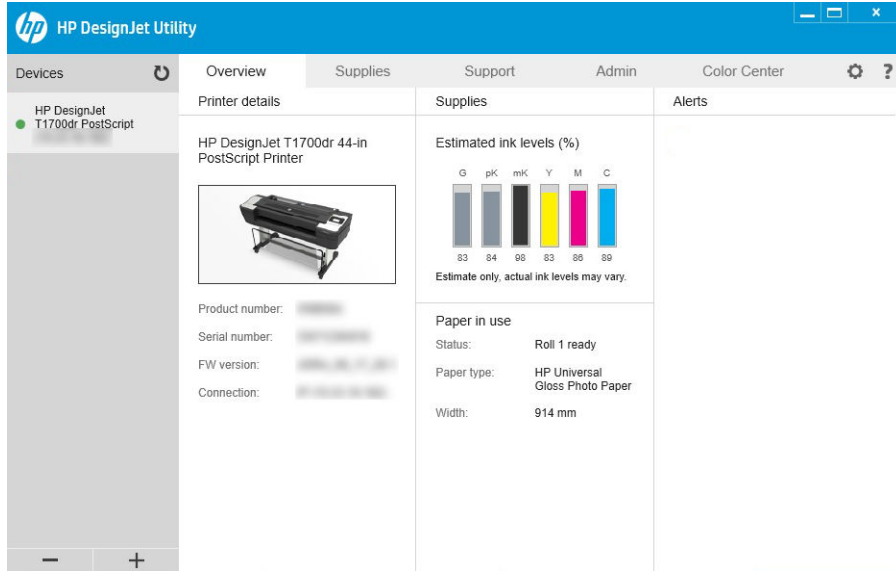 hp HP DesignJet Utility
Devices
HP DesignJet
T1700dr PostScript
Overview Supplies Support Admin Color Center ?
Printer details
HP DesignJet T1700dr 44-in
PostScript Printer
Product number:
Serial number:
FW version:
Connection:
Supplies
Estimated ink levels (%)
G pK mK Y M C
83 84 98 83 86 89
Estimate only, actual ink levels may vary.
Paper in use
Status: Roll 1 ready
Paper type: HP Universal
Gloss Photo Paper
Width: 914 mm
Alerts